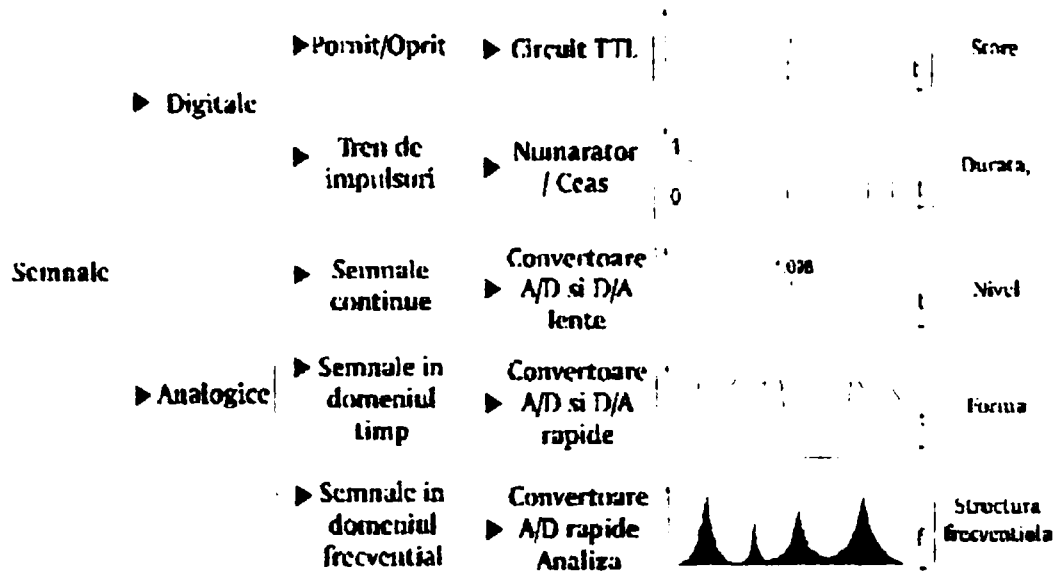 Pornit/Oprit
Circuit TTL
t
Stare
Digitale
Tren de
impulsuri
Numarator
/ Ceas
1
0
t
Durata,
Semnale
Semnale
continue
Convertoare
A/D si D/A
lente
t
Nivel
Analogice
Semnale in
domeniul
timp
Convertoare
A/D si D/A
rapide
Forma
Semnale in
domeniul
frecvential
Convertoare
A/D rapide
Analiza
f
Structura
frecventiala